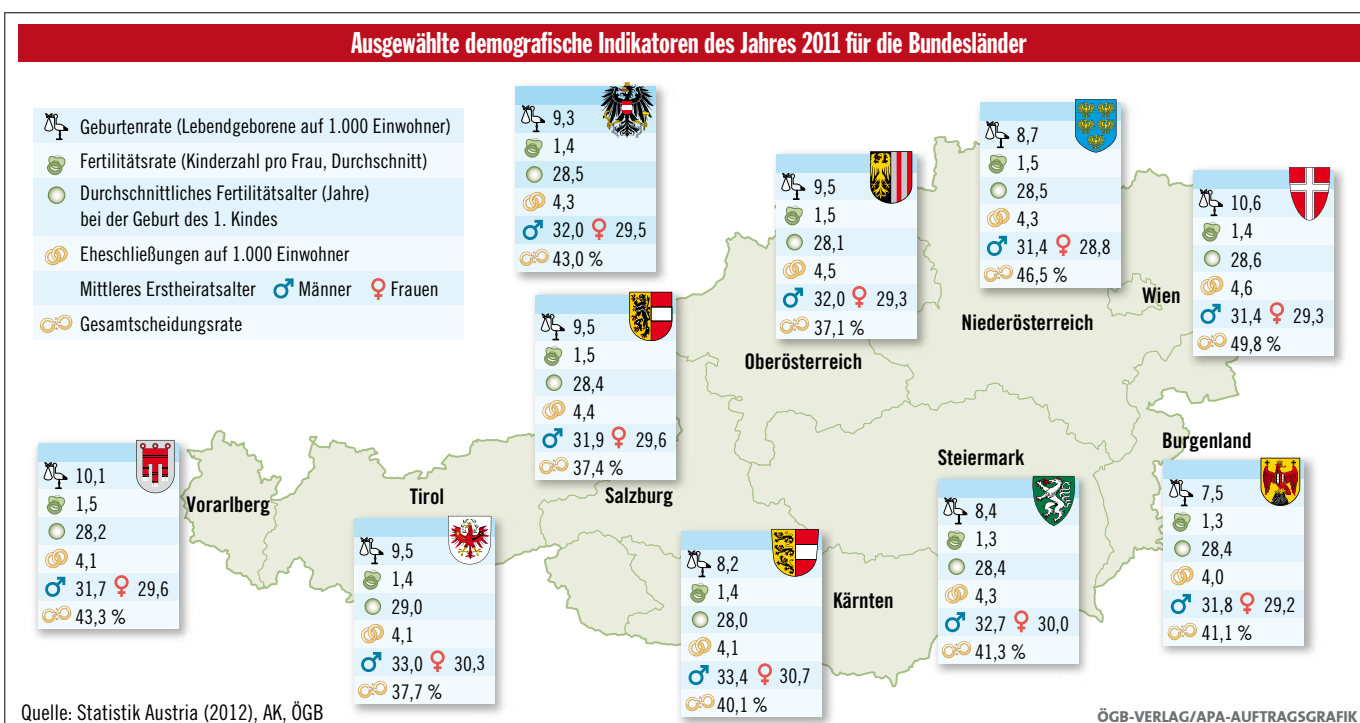 Ausgewählte demografische Indikatoren des Jahres 2011 für die Bundesländer
Geburtenrate (Lebendgeborene auf 1.000 Einwohner)
Fertilitätsrate (Kinderzahl pro Frau, Durchschnitt)
Durchschnittliches Fertilitätsalter (Jahre)
bei der Geburt des 1. Kindes
Eheschließungen auf 1.000 Einwohner
Mittleres Erstheiratsalter ♂ Männer ♀ Frauen
Gesamtscheidungsrate
9,3
1,4
28,5
4,3
♂ 32,0 ♀ 29,5
43,0 %
8,7
1,5
28,5
4,3
♂ 31,4 ♀ 28,8
46,5 %
Niederösterreich
9,5
1,5
28,1
4,5
♂ 32,0 ♀ 29,3
37,1 %
Oberösterreich
10,6
1,4
28,6
4,6
♂ 31,4 ♀ 29,3
49,8 %
Wien
9,5
1,5
28,4
4,4
♂ 31,9 ♀ 29,6
37,4 %
Salzburg
10,1
1,5
28,2
4,1
♂ 31,7 ♀ 29,6
43,3 %
Vorarlberg
Tirol
9,5
1,4
29,0
4,1
♂ 33,0 ♀ 30,3
37,7 %
8,2
1,4
28,0
4,1
♂ 33,4 ♀ 30,7
40,1 %
Kärnten
Steiermark
8,4
1,3
28,4
4,3
♂ 32,7 ♀ 30,0
41,3 %
Burgenland
7,5
1,3
28,4
4,0
♂ 31,8 ♀ 29,2
41,1 %
Quelle: Statistik Austria (2012), AK, ÖGB
ÖGB-VERLAG/APA-AUFTRAGSGRAFIK